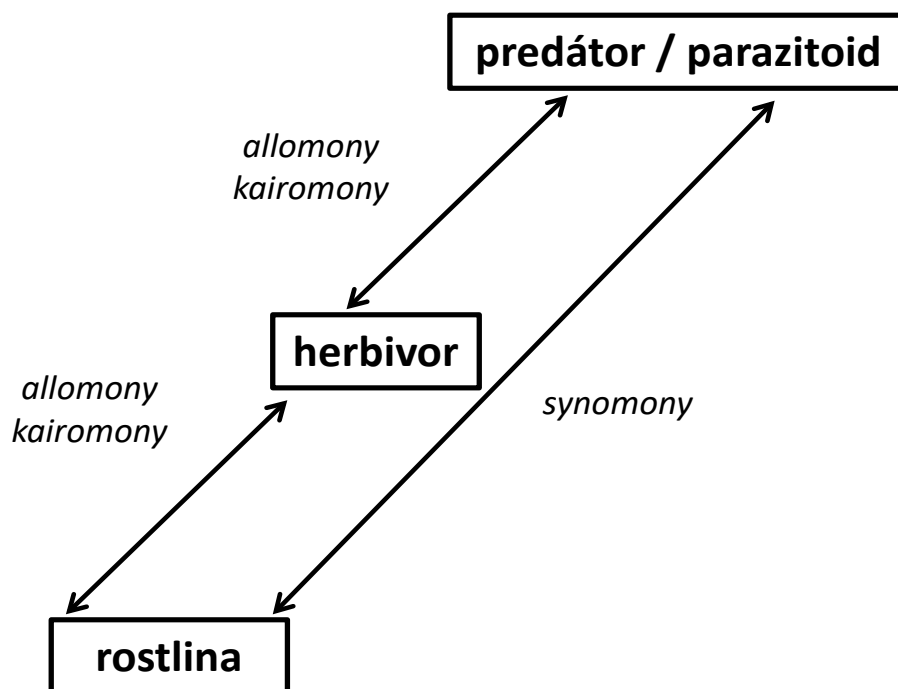 predátor / parazitoid
allomony
kairomony
herbivor
allomony
kairomony
synomony
rostlina